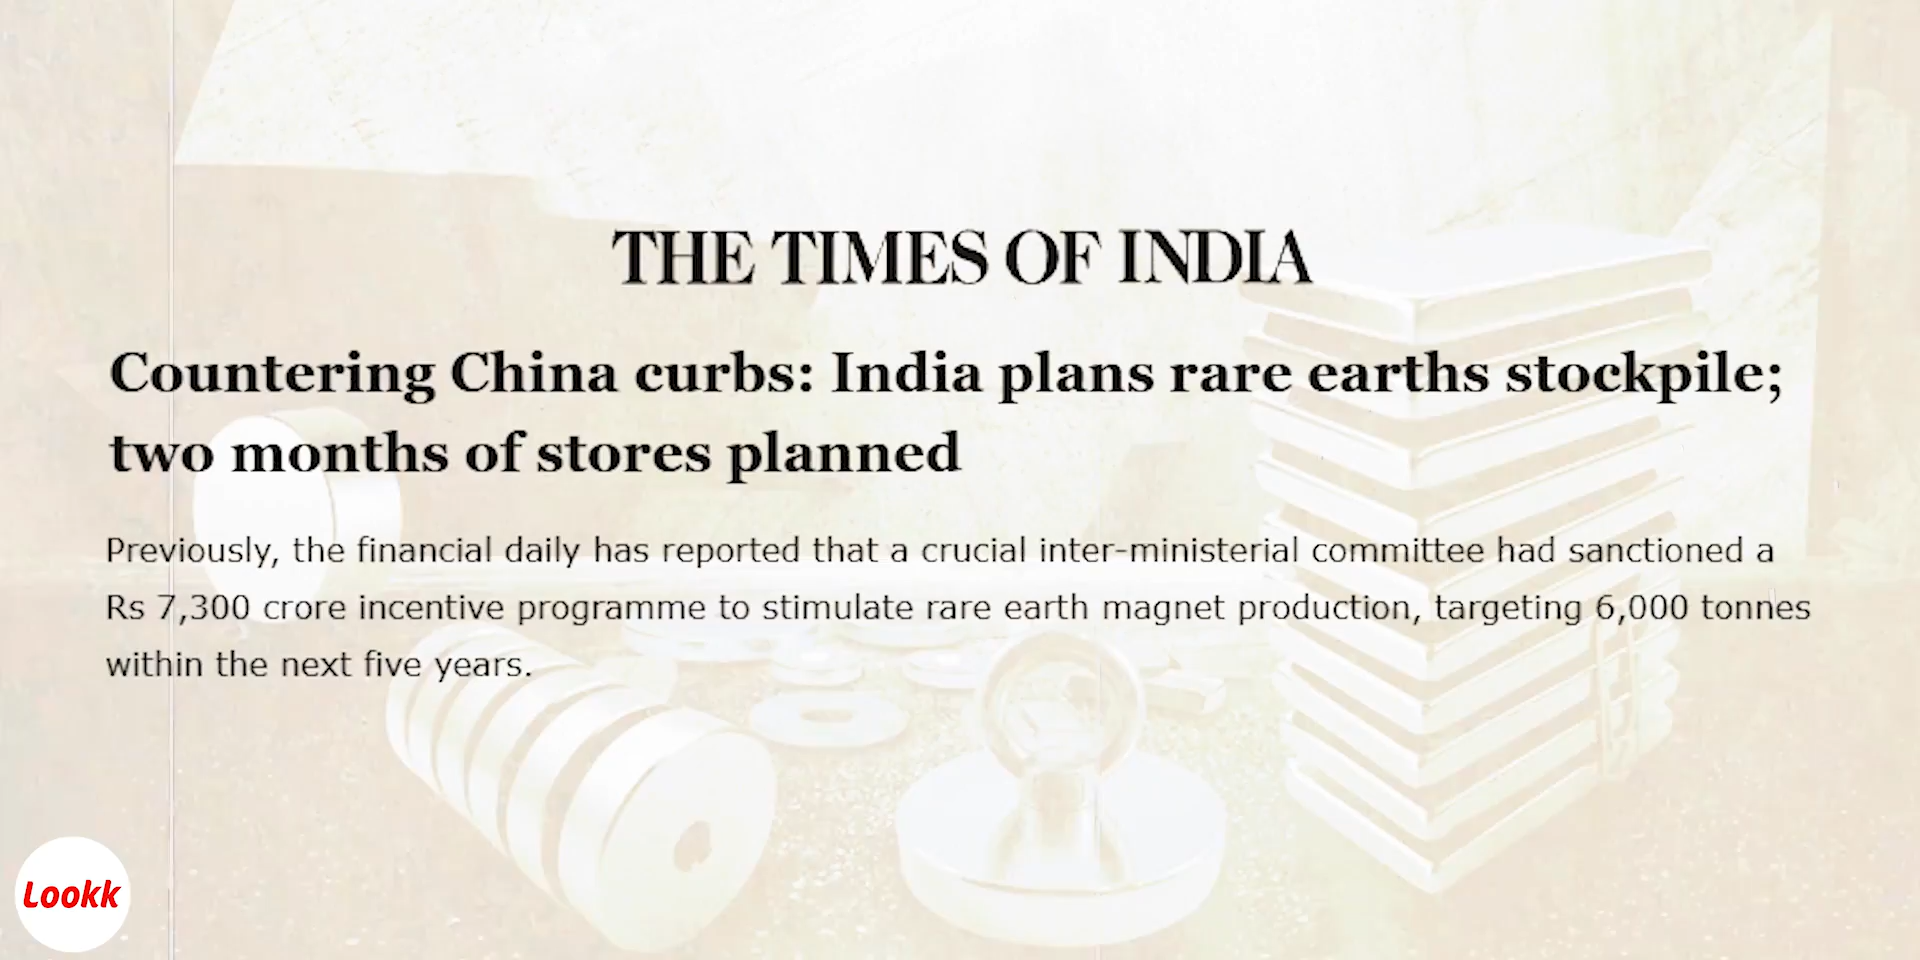 THE TIMES OF INDIA
Countering China curbs: India plans rare earths stockpile;
two months of stores planned
Previously, the financial daily has reported that a crucial inter-ministerial committee had sanctioned a
Rs 7,300 crore incentive programme to stimulate rare earth magnet production, targeting 6,000 tonnes
within the next five years.
Lookk